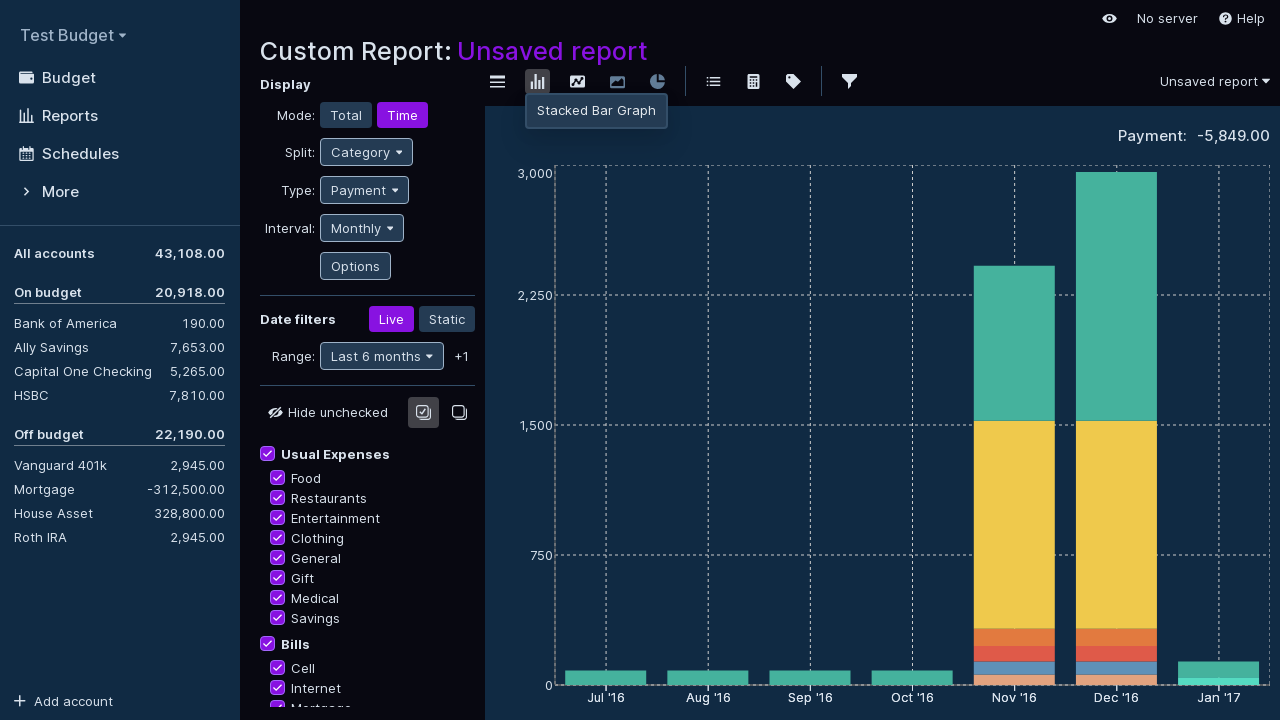 Test Budget
Budget
Reports
Schedules
More
All accounts 43,108.00
On budget 20,918.00
Bank of America 190.00
Ally Savings 7,653.00
Capital One Checking 5,265.00
HSBC 7,810.00
Off budget 22,190.00
Vanguard 401k 2,945.00
Mortgage -312,500.00
House Asset 328,800.00
Roth IRA 2,945.00
Add account
No server
Help
Custom Report: Unsaved report
Display
Mode: Total Time
Split: Category
Type: Payment
Interval: Monthly
Options
Date filters Live Static
Range: Last 6 months +1
Hide unchecked
Usual Expenses
Food
Restaurants
Entertainment
Clothing
General
Gift
Medical
Savings
Bills
Cell
Internet
Mortgage
Unsaved report
Stacked Bar Graph
Payment: -5,849.00
3,000
2,250
1,500
750
0
Jul '16 Aug '16 Sep '16 Oct '16 Nov '16 Dec '16 Jan '17